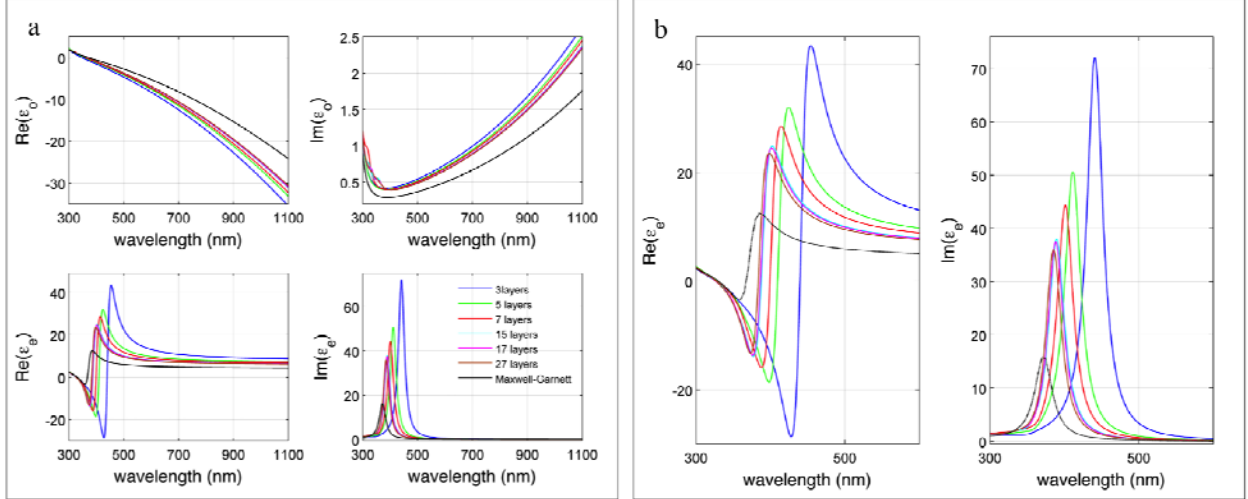 a
Re(ε_o)
0
-10
-20
-30
300 500 700 900 1100
wavelength (nm)
Im(ε_o)
2.5
2
1.5
1
0.5
300 500 700 900 1100
wavelength (nm)
Re(ε_e)
40
20
0
-20
300 500 700 900 1100
wavelength (nm)
Im(ε_e)
60
40
20
0
300 500 700 900 1100
wavelength (nm)
3layers
5 layers
7 layers
15 layers
17 layers
27 layers
Maxwell-Garnett
b
Re(ε_e)
40
20
0
-20
300 500
wavelength (nm)
Im(ε_e)
70
60
50
40
30
20
10
0
300 500
wavelength (nm)